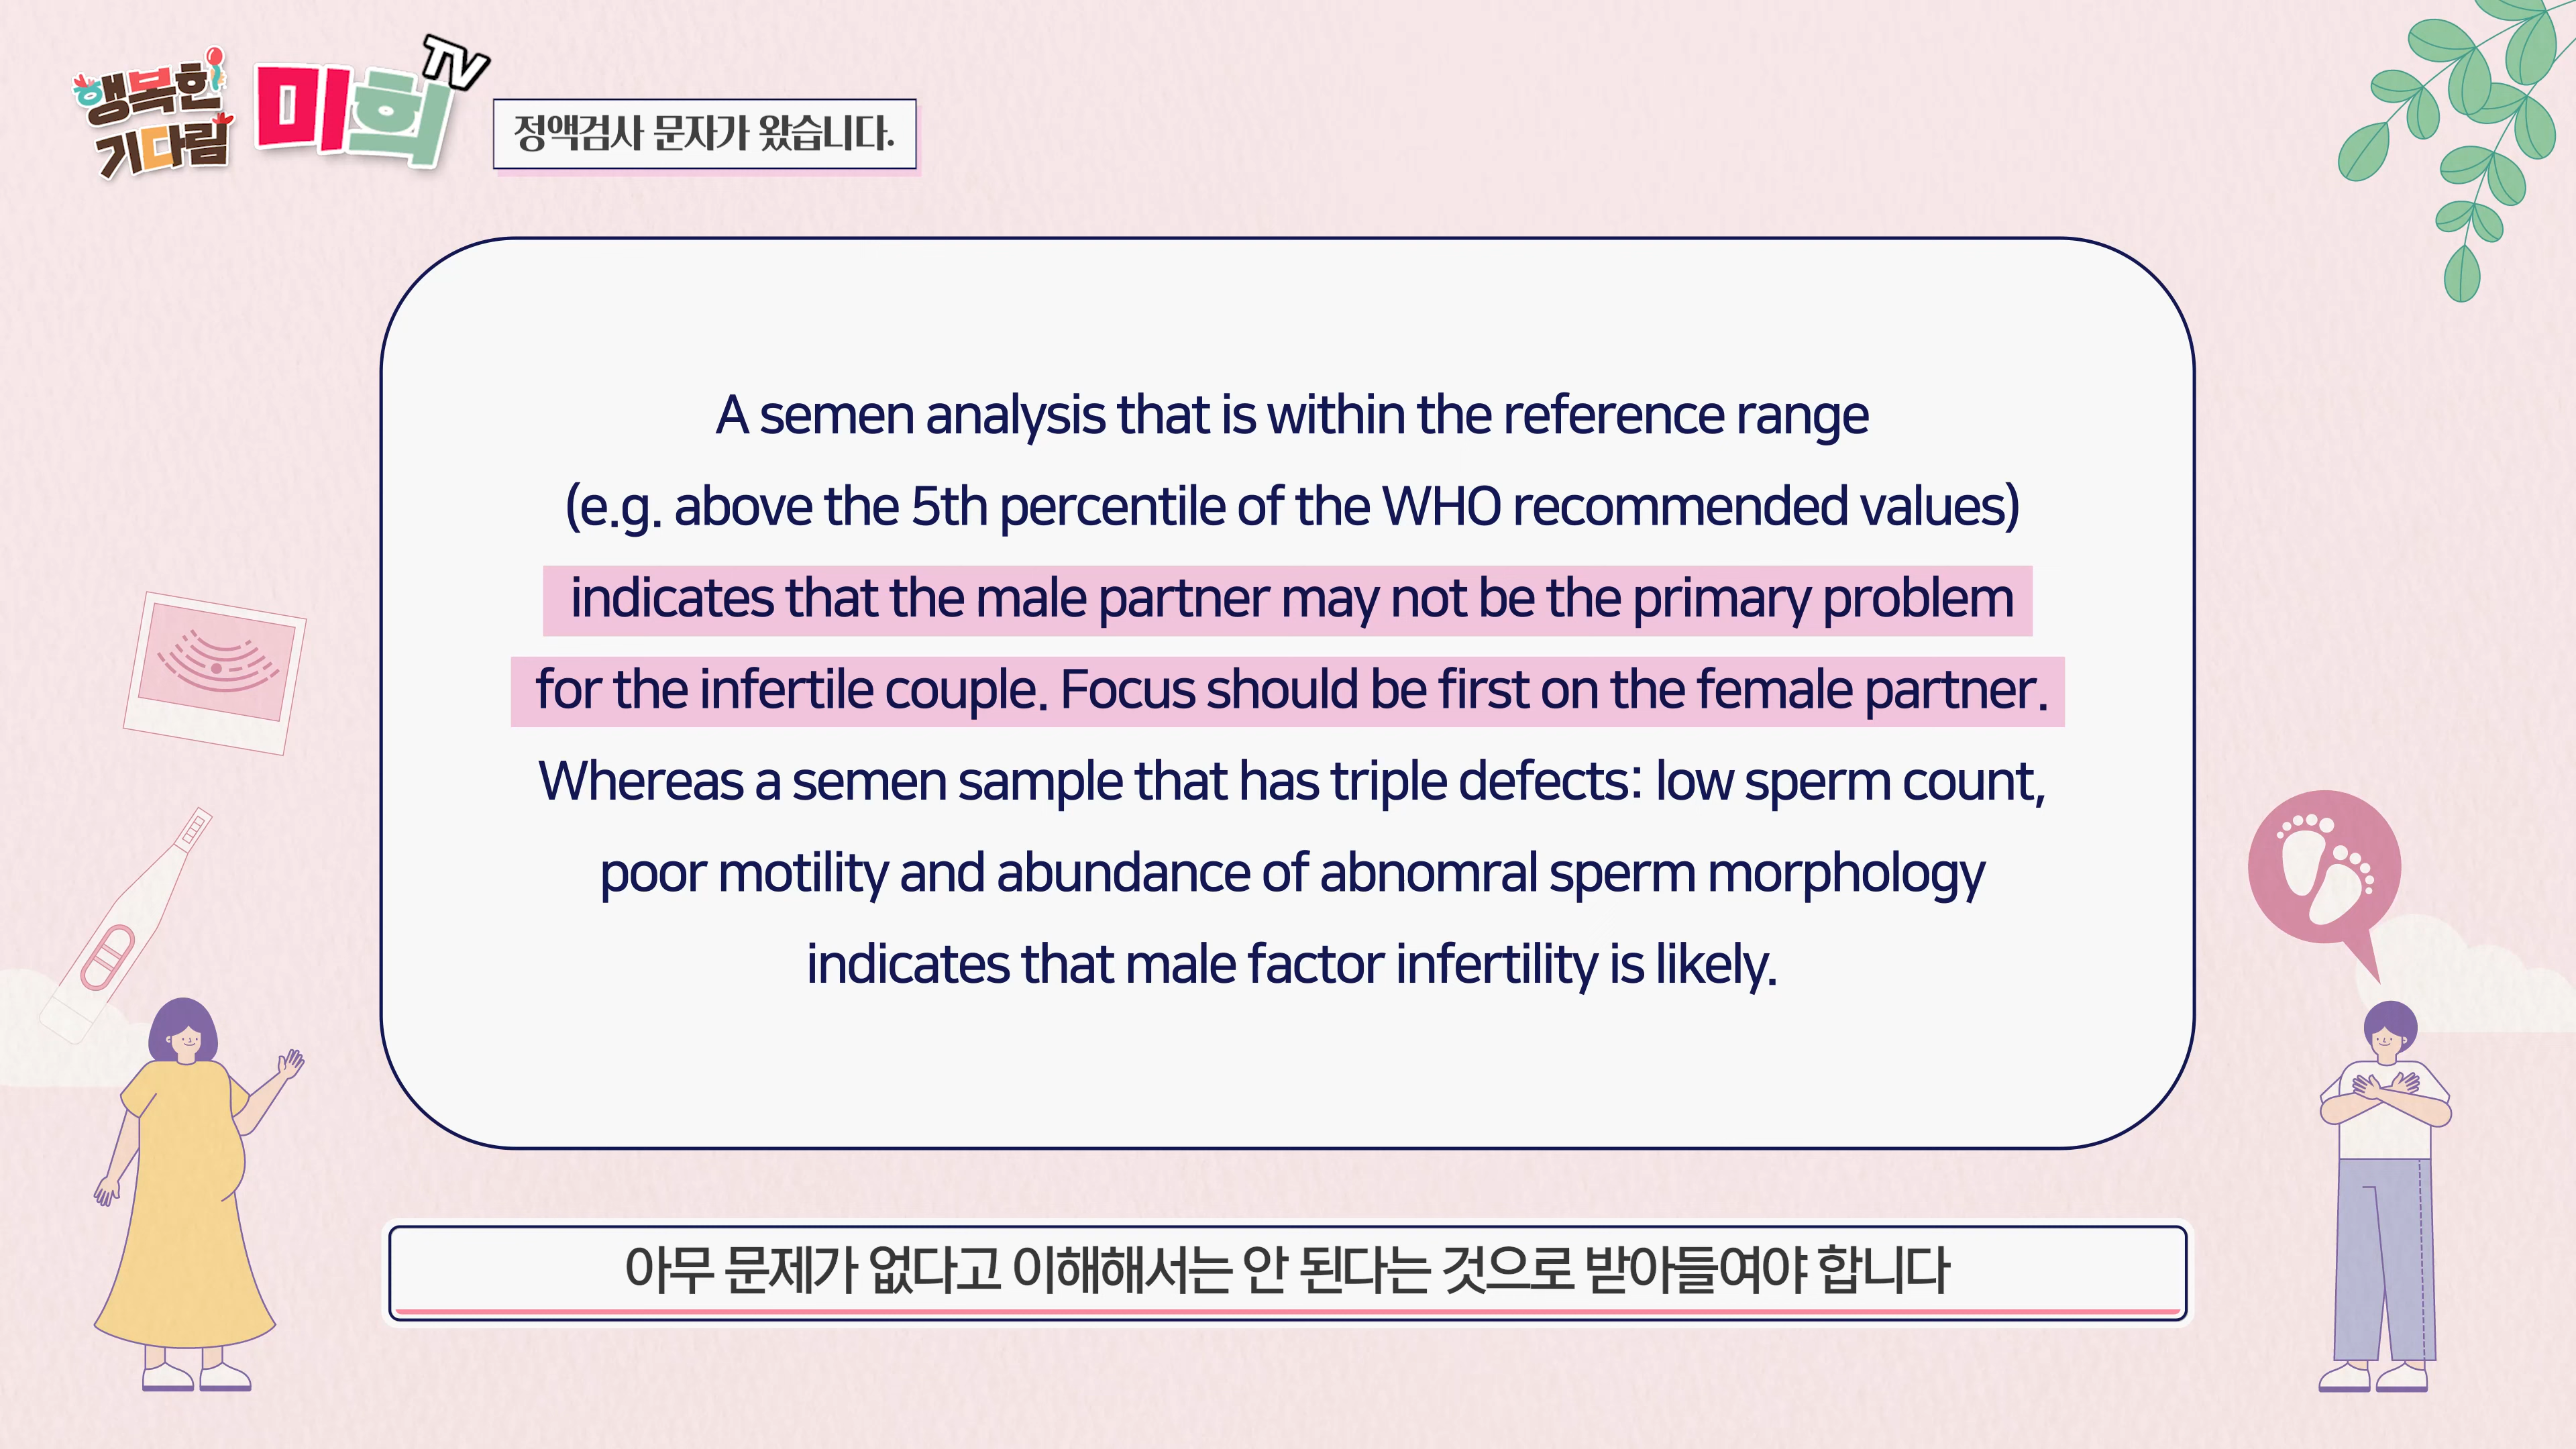 행복한
기다림
미희
TV
정액검사 문자가 왔습니다.
A semen analysis that is within the reference range
(e.g. above the 5th percentile of the WHO recommended values)
indicates that the male partner may not be the primary problem
for the infertile couple. Focus should be first on the female partner.
Whereas a semen sample that has triple defects: low sperm count,
poor motility and abundance of abnomral sperm morphology
indicates that male factor infertility is likely.
아무 문제가 없다고 이해해서는 안 된다는 것으로 받아들여야 합니다